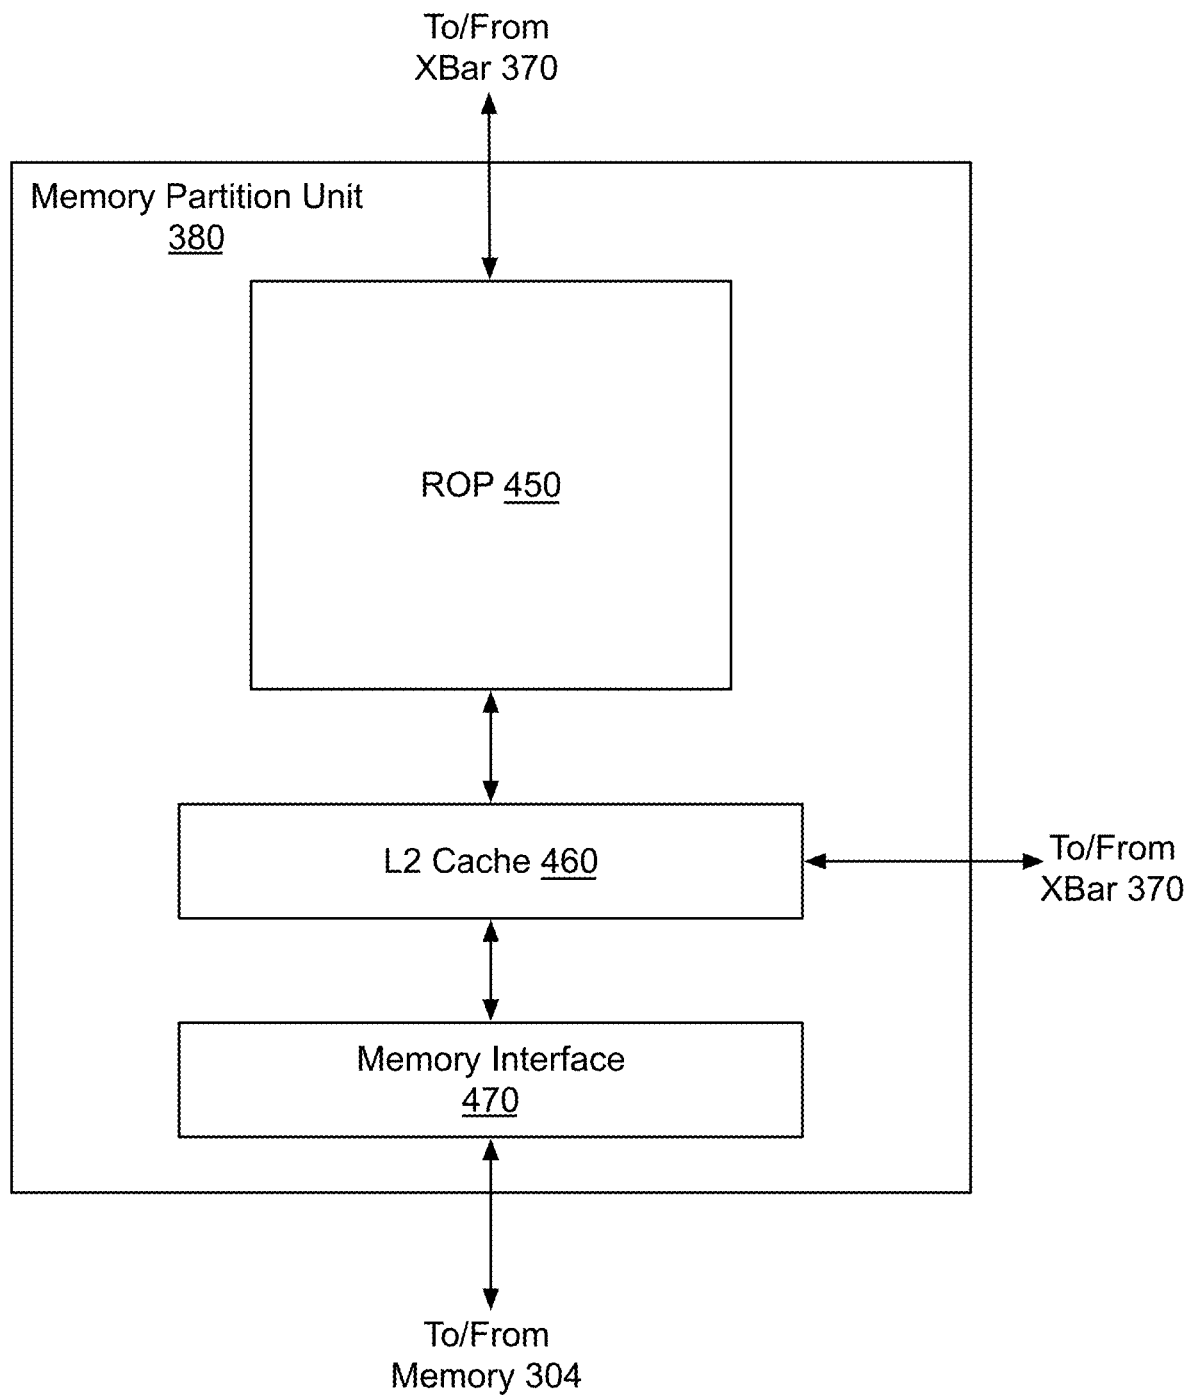 To/From
XBar 370
Memory Partition Unit
380
ROP 450
L2 Cache 460
To/From
XBar 370
Memory Interface
470
To/From
Memory 304